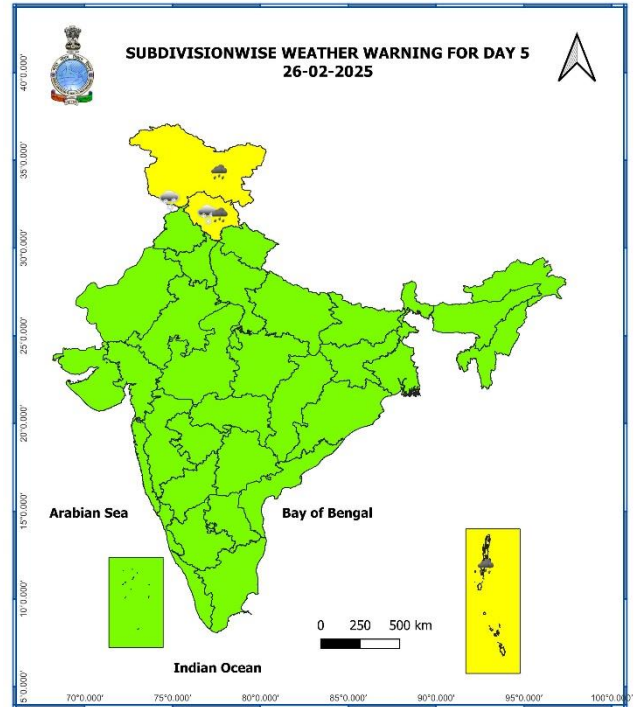 SUBDIVISIONWISE WEATHER WARNING FOR DAY 5
26-02-2025
40°0.000'
35°0.000'
30°0.000'
25°0.000'
20°0.000'
15°0.000'
10°0.000'
5°0.000'
Arabian Sea
Bay of Bengal
0 250 500 km
Indian Ocean
70°0.000' 75°0.000' 80°0.000' 85°0.000' 90°0.000' 95°0.000' 100°0.000'